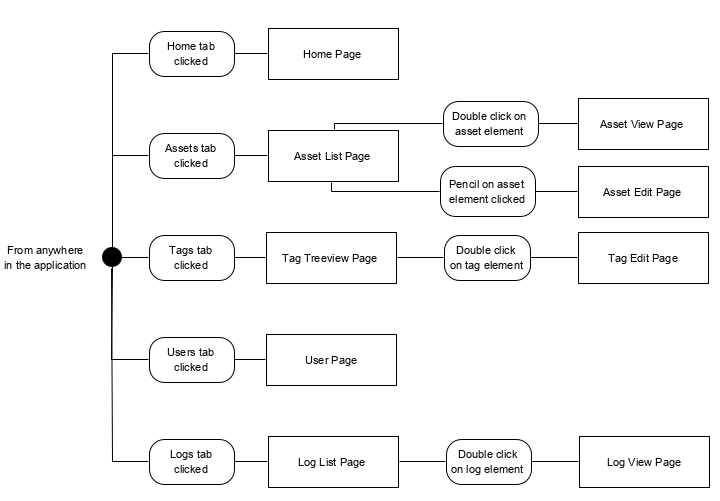 Home tab
clicked
Home Page
Double click on
asset element
Asset View Page
Assets tab
clicked
Asset List Page
Pencil on asset
element clicked
Asset Edit Page
From anywhere
in the application
Tags tab
clicked
Tag Treeview Page
Double click
on tag element
Tag Edit Page
Users tab
clicked
User Page
Logs tab
clicked
Log List Page
Double click
on log element
Log View Page